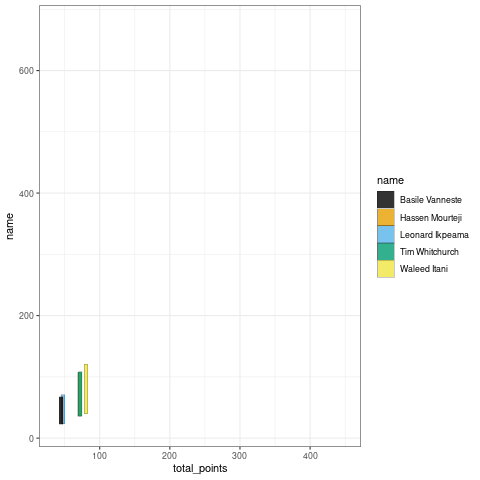 600
400
200
0
name
100
200
300
400
total_points
name
Basile Vanneste
Hassen Mourteji
Leonard Ikpeama
Tim Whitchurch
Waleed Itani